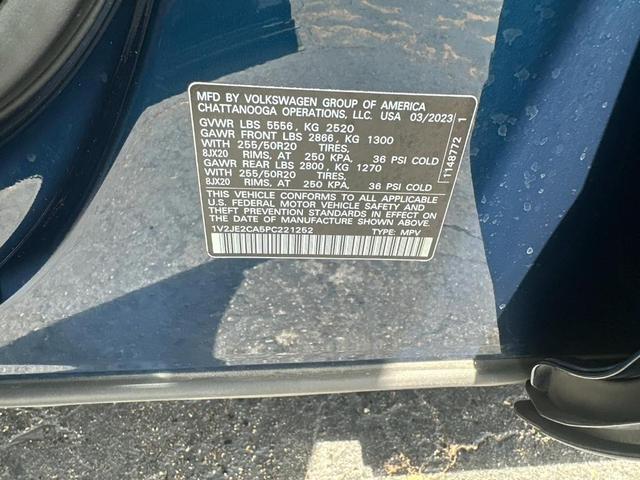 MFD BY VOLKSWAGEN GROUP OF AMERICA
CHATTANOOGA OPERATIONS, LLC. USA 03/2023
GVWR LBS 5556, KG 2520
GAWR FRONT LBS 2866, KG 1300
WITH 255/50R20 TIRES,
8JX20 RIMS, AT 250 KPA. 36 PSI COLD
GAWR REAR LBS 2800, KG 1270
WITH 255/50R20 TIRES,
8JX20 RIMS, AT 250 KPA. 36 PSI COLD
THIS VEHICLE CONFORMS TO ALL APPLICABLE
U.S. FEDERAL MOTOR VEHICLE SAFETY AND
THEFT PREVENTION STANDARDS IN EFFECT ON
THE DATE OF MANUFACTURE SHOWN ABOVE.
1V2JE2CA5PC221252 TYPE: MPV
11481772 1